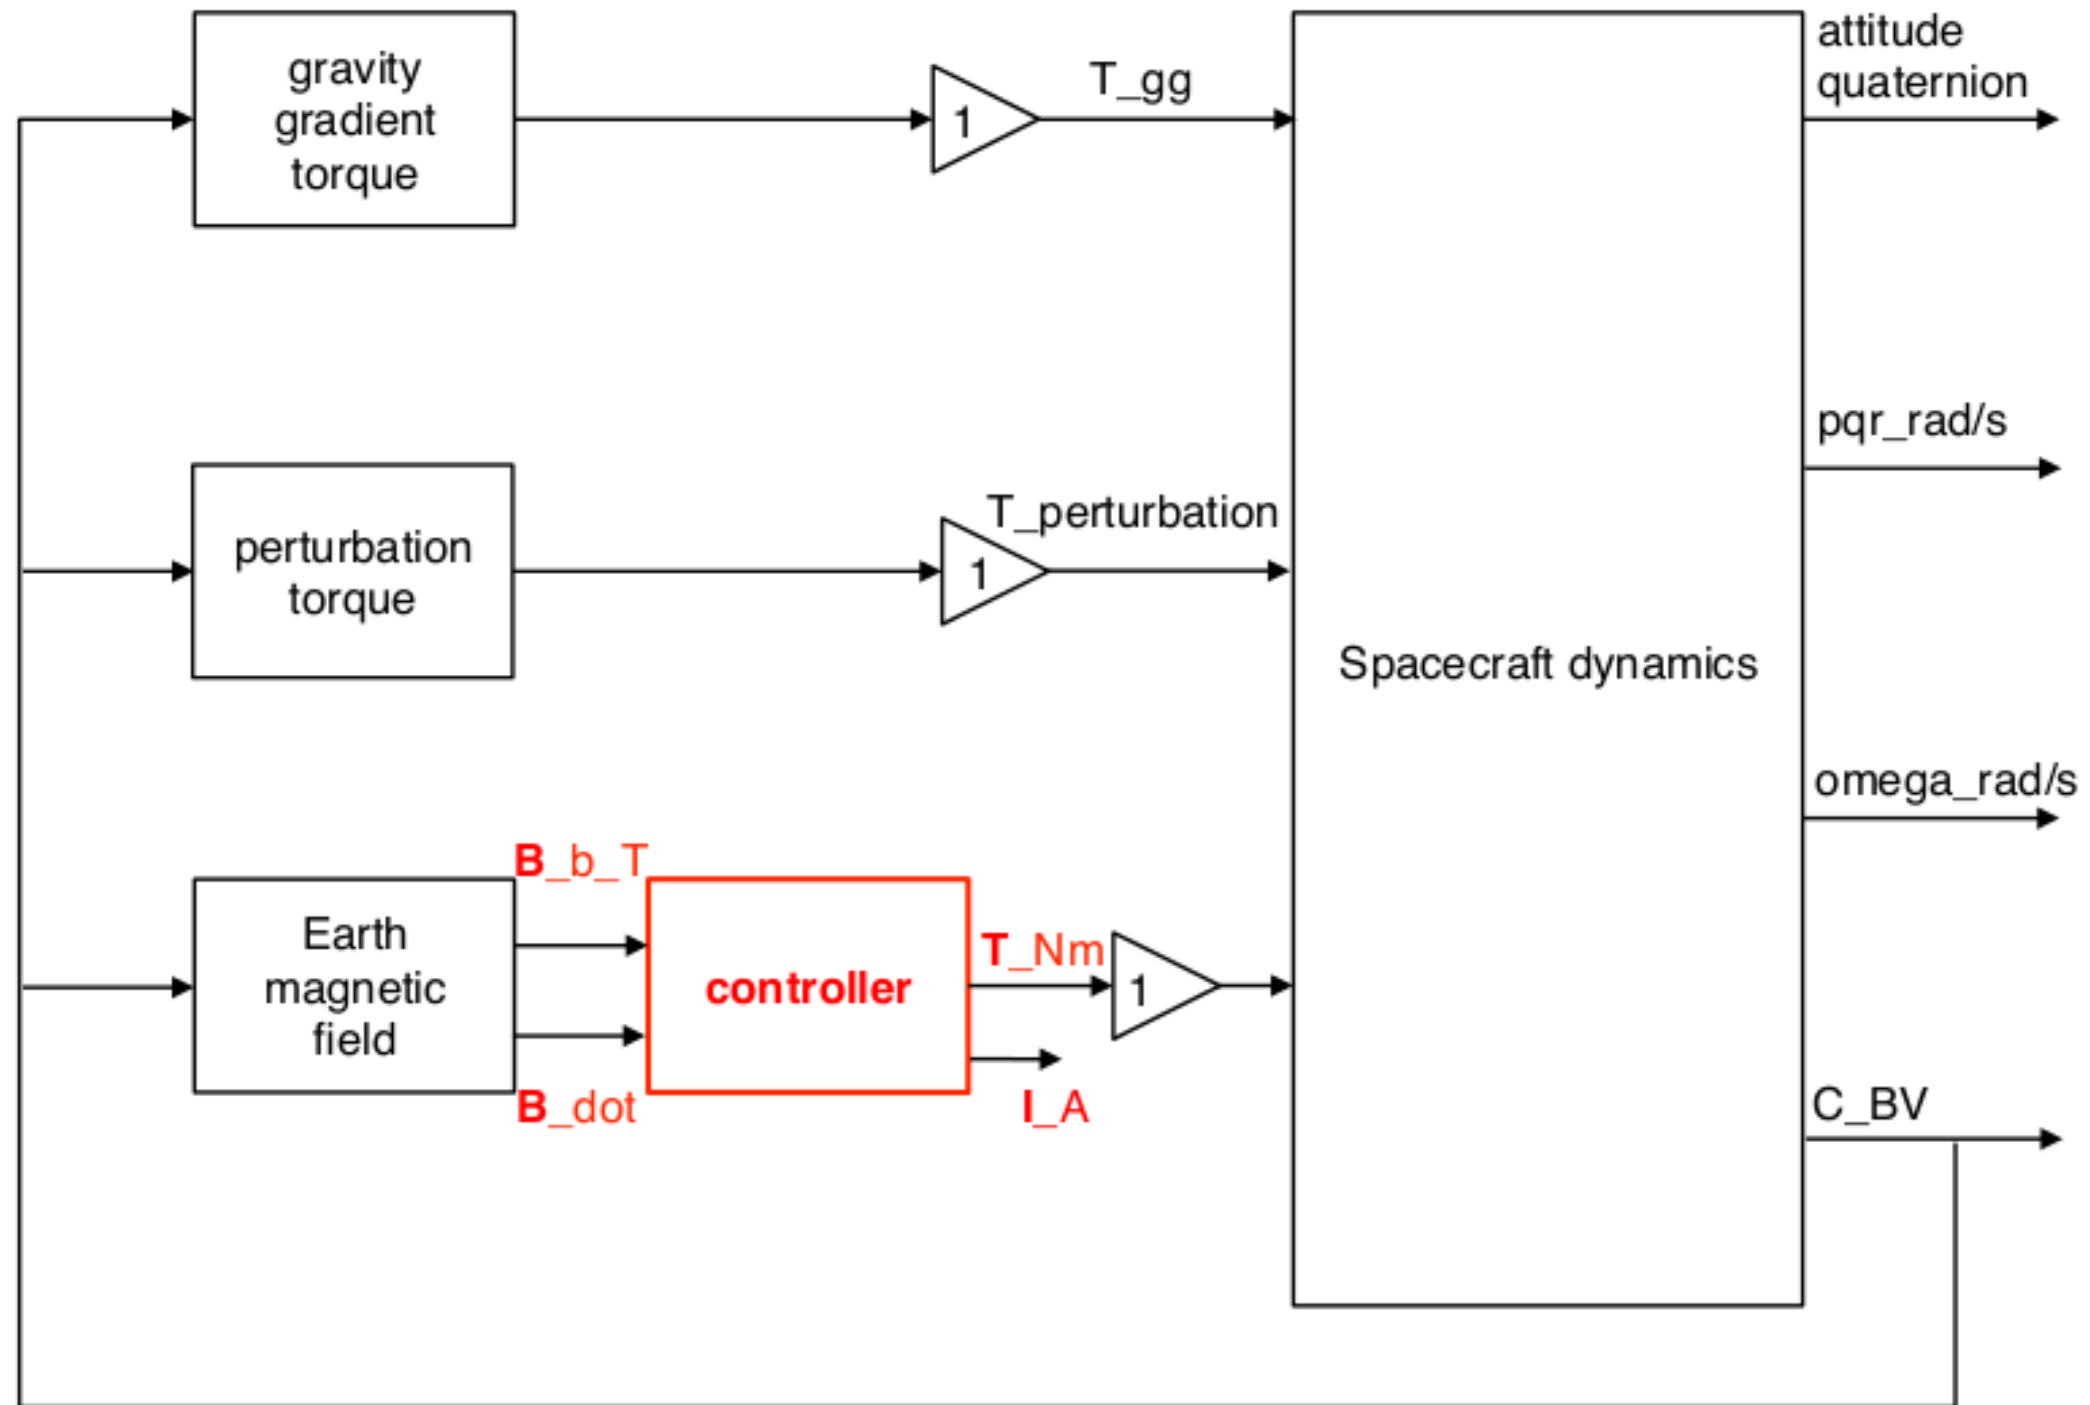 gravity
gradient
torque
1
T_gg
attitude
quaternion
pqr_rad/s
perturbation
torque
1
T_perturbation
Spacecraft dynamics
omega_rad/s
Earth
magnetic
field
B_b_T
B_dot
controller
T_Nm
I_A
1
C_BV